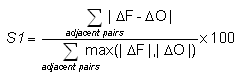 S1 = ∑ | ΔF - ΔO | / ∑ max(| ΔF |,| ΔO |) × 100
adjacent pairs
adjacent pairs